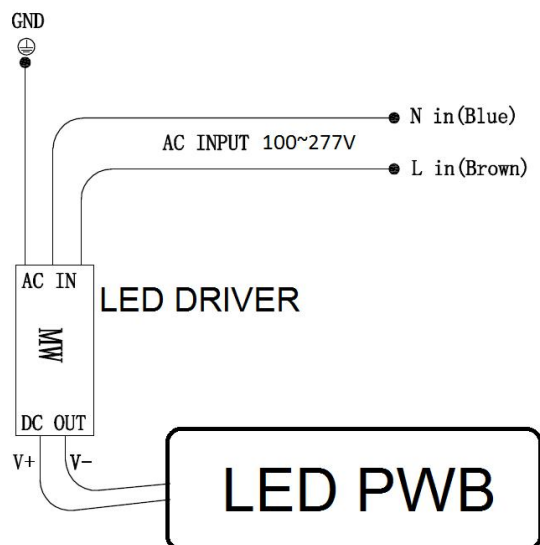 GND
N in(Blue)
AC INPUT 100~277V
L in(Brown)
AC IN
LED DRIVER
MW
DC OUT
V+ V-
LED PWB